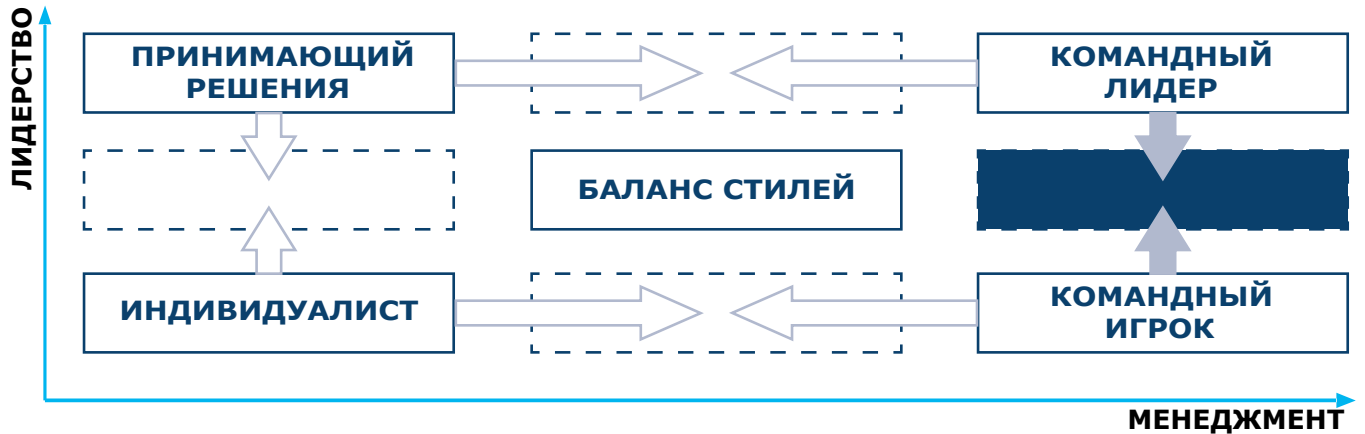 ЛИДЕРСТВО
ПРИНИМАЮЩИЙ
РЕШЕНИЯ
КОМАНДНЫЙ
ЛИДЕР
БАЛАНС СТИЛЕЙ
ИНДИВИДУАЛИСТ
КОМАНДНЫЙ
ИГРОК
МЕНЕДЖМЕНТ